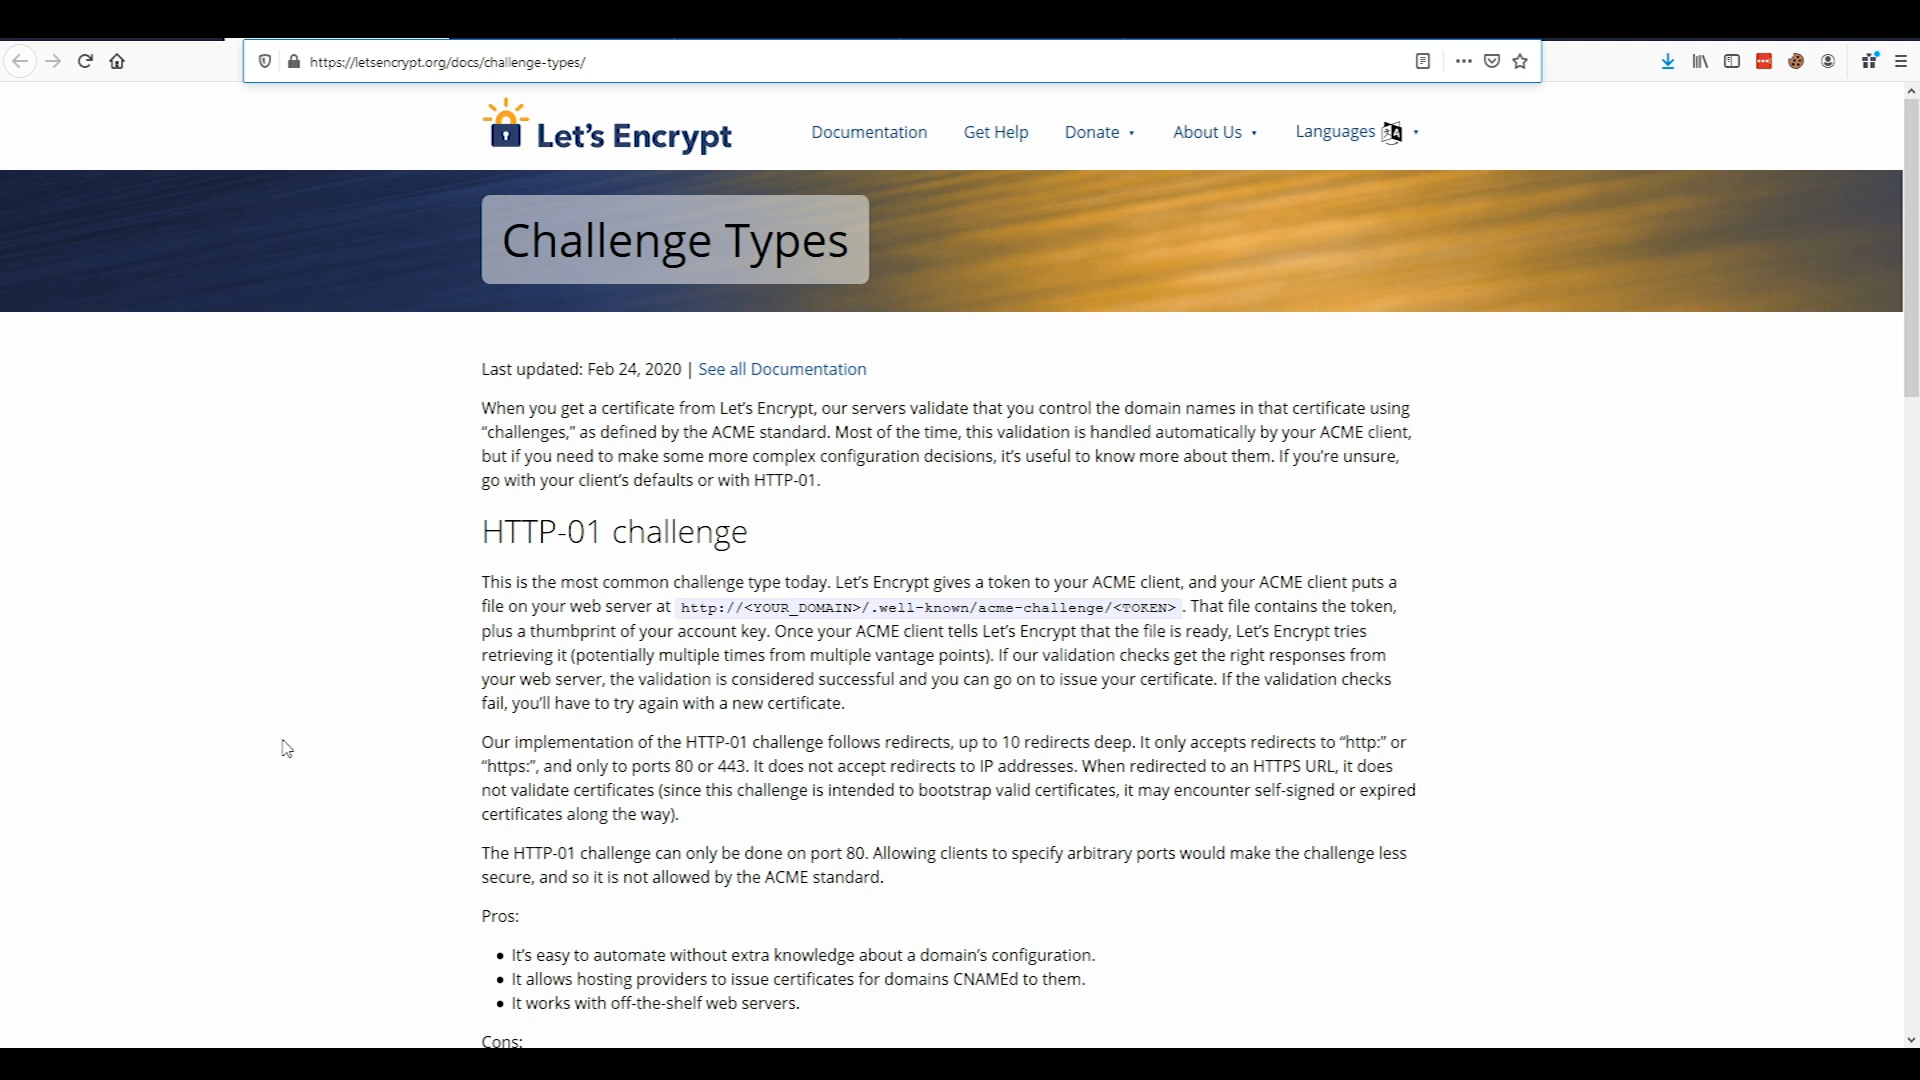 https://letsencrypt.org/docs/challenge-types/
Let's Encrypt
Documentation
Get Help
Donate
About Us
Languages
Challenge Types
Last updated: Feb 24, 2020 | See all Documentation
When you get a certificate from Let’s Encrypt, our servers validate that you control the domain names in that certificate using
“challenges,” as defined by the ACME standard. Most of the time, this validation is handled automatically by your ACME client,
but if you need to make some more complex configuration decisions, it’s useful to know more about them. If you’re unsure,
go with your client’s defaults or with HTTP-01.
HTTP-01 challenge
This is the most common challenge type today. Let’s Encrypt gives a token to your ACME client, and your ACME client puts a
file on your web server at http://<YOUR_DOMAIN>/.well-known/acme-challenge/<TOKEN>. That file contains the token,
plus a thumbprint of your account key. Once your ACME client tells Let’s Encrypt that the file is ready, Let’s Encrypt tries
retrieving it (potentially multiple times from multiple vantage points). If our validation checks get the right responses from
your web server, the validation is considered successful and you can go on to issue your certificate. If the validation checks
fail, you’ll have to try again with a new certificate.
Our implementation of the HTTP-01 challenge follows redirects, up to 10 redirects deep. It only accepts redirects to “http:” or
“https:”, and only to ports 80 or 443. It does not accept redirects to IP addresses. When redirected to an HTTPS URL, it does
not validate certificates (since this challenge is intended to bootstrap valid certificates, it may encounter self-signed or expired
certificates along the way).
The HTTP-01 challenge can only be done on port 80. Allowing clients to specify arbitrary ports would make the challenge less
secure, and so it is not allowed by the ACME standard.
Pros:
• It’s easy to automate without extra knowledge about a domain’s configuration.
• It allows hosting providers to issue certificates for domains CNAMEd to them.
• It works with off-the-shelf web servers.
Cons: